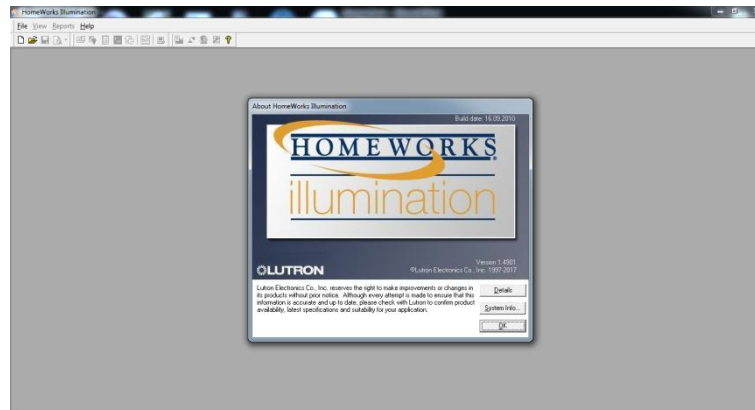 HomeWorks Illumination
File View Reports Help
About HomeWorks Illumination
Build date: 16.09.2010
HOMEWORKS®
illumination
LUTRON
Version 1.4981
©Lutron Electronics Co., Inc. 1997-2017
Lutron Electronics Co., Inc. reserves the right to make improvements or changes in
its products without prior notice. Although every attempt is made to ensure that this
information is accurate and up to date, please check with Lutron to confirm product
availability, latest specifications and suitability for your application.
Details
System Info...
OK